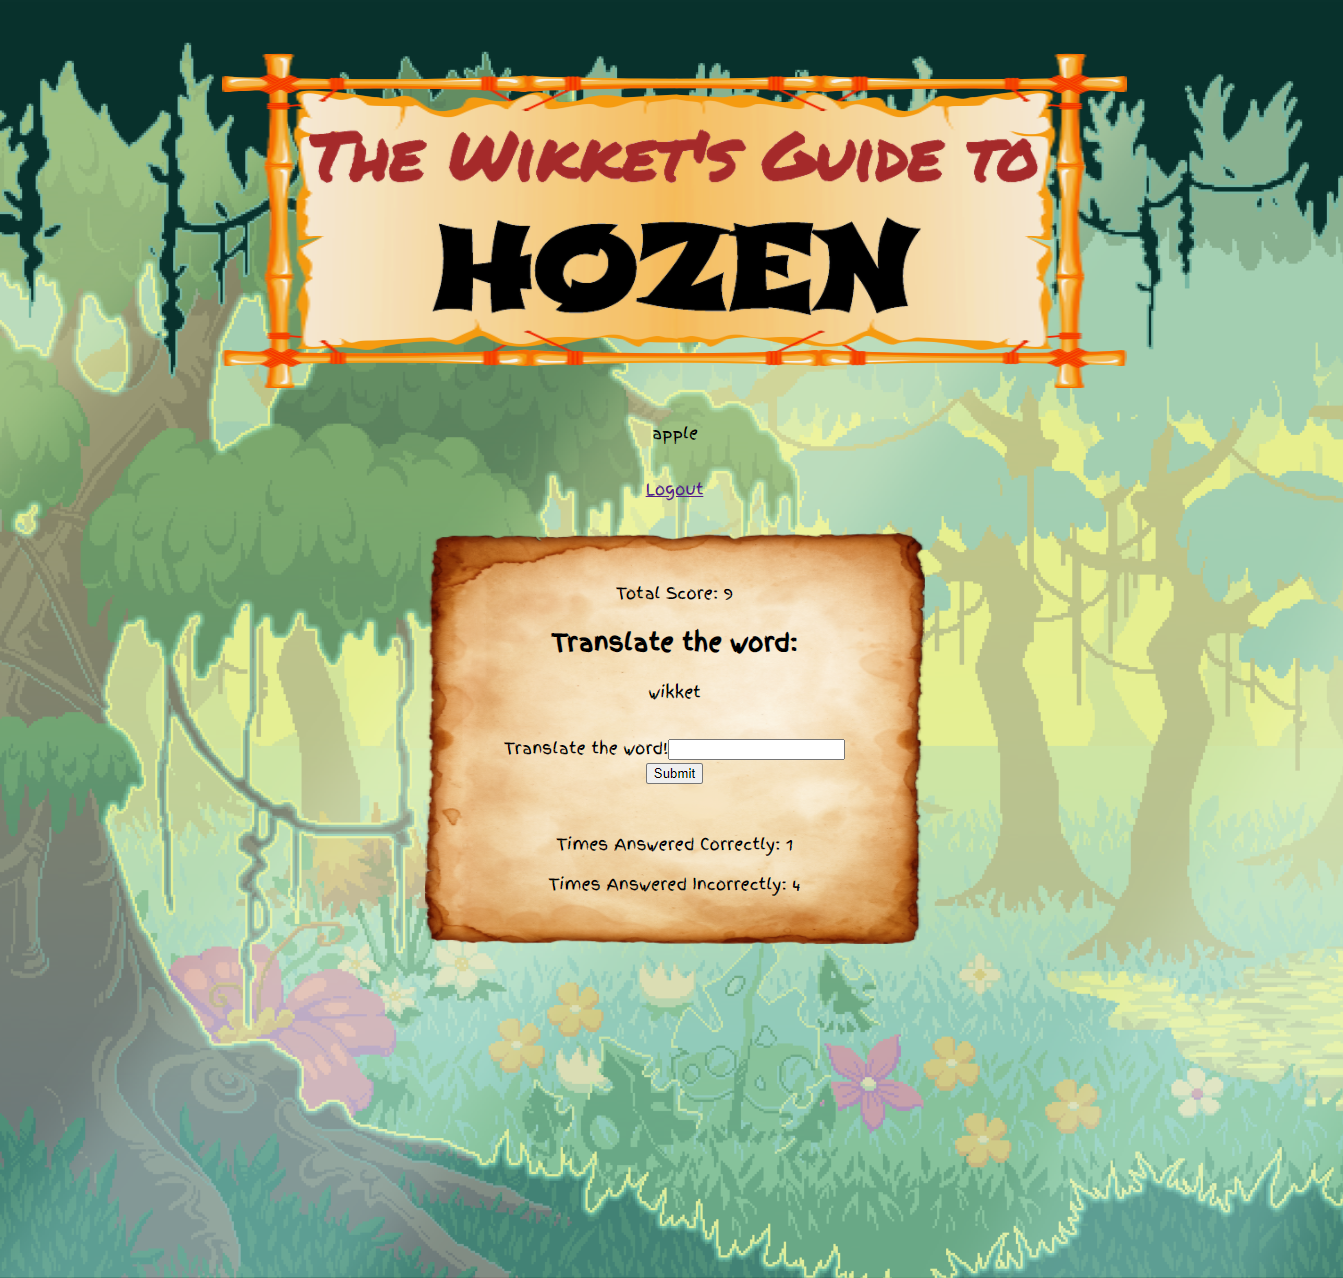 The Wikket's Guide to
HOZEN
apple
Logout
Total Score: 9
Translate the word:
wikket
Translate the word!
Submit
Times Answered Correctly: 1
Times Answered Incorrectly: 4